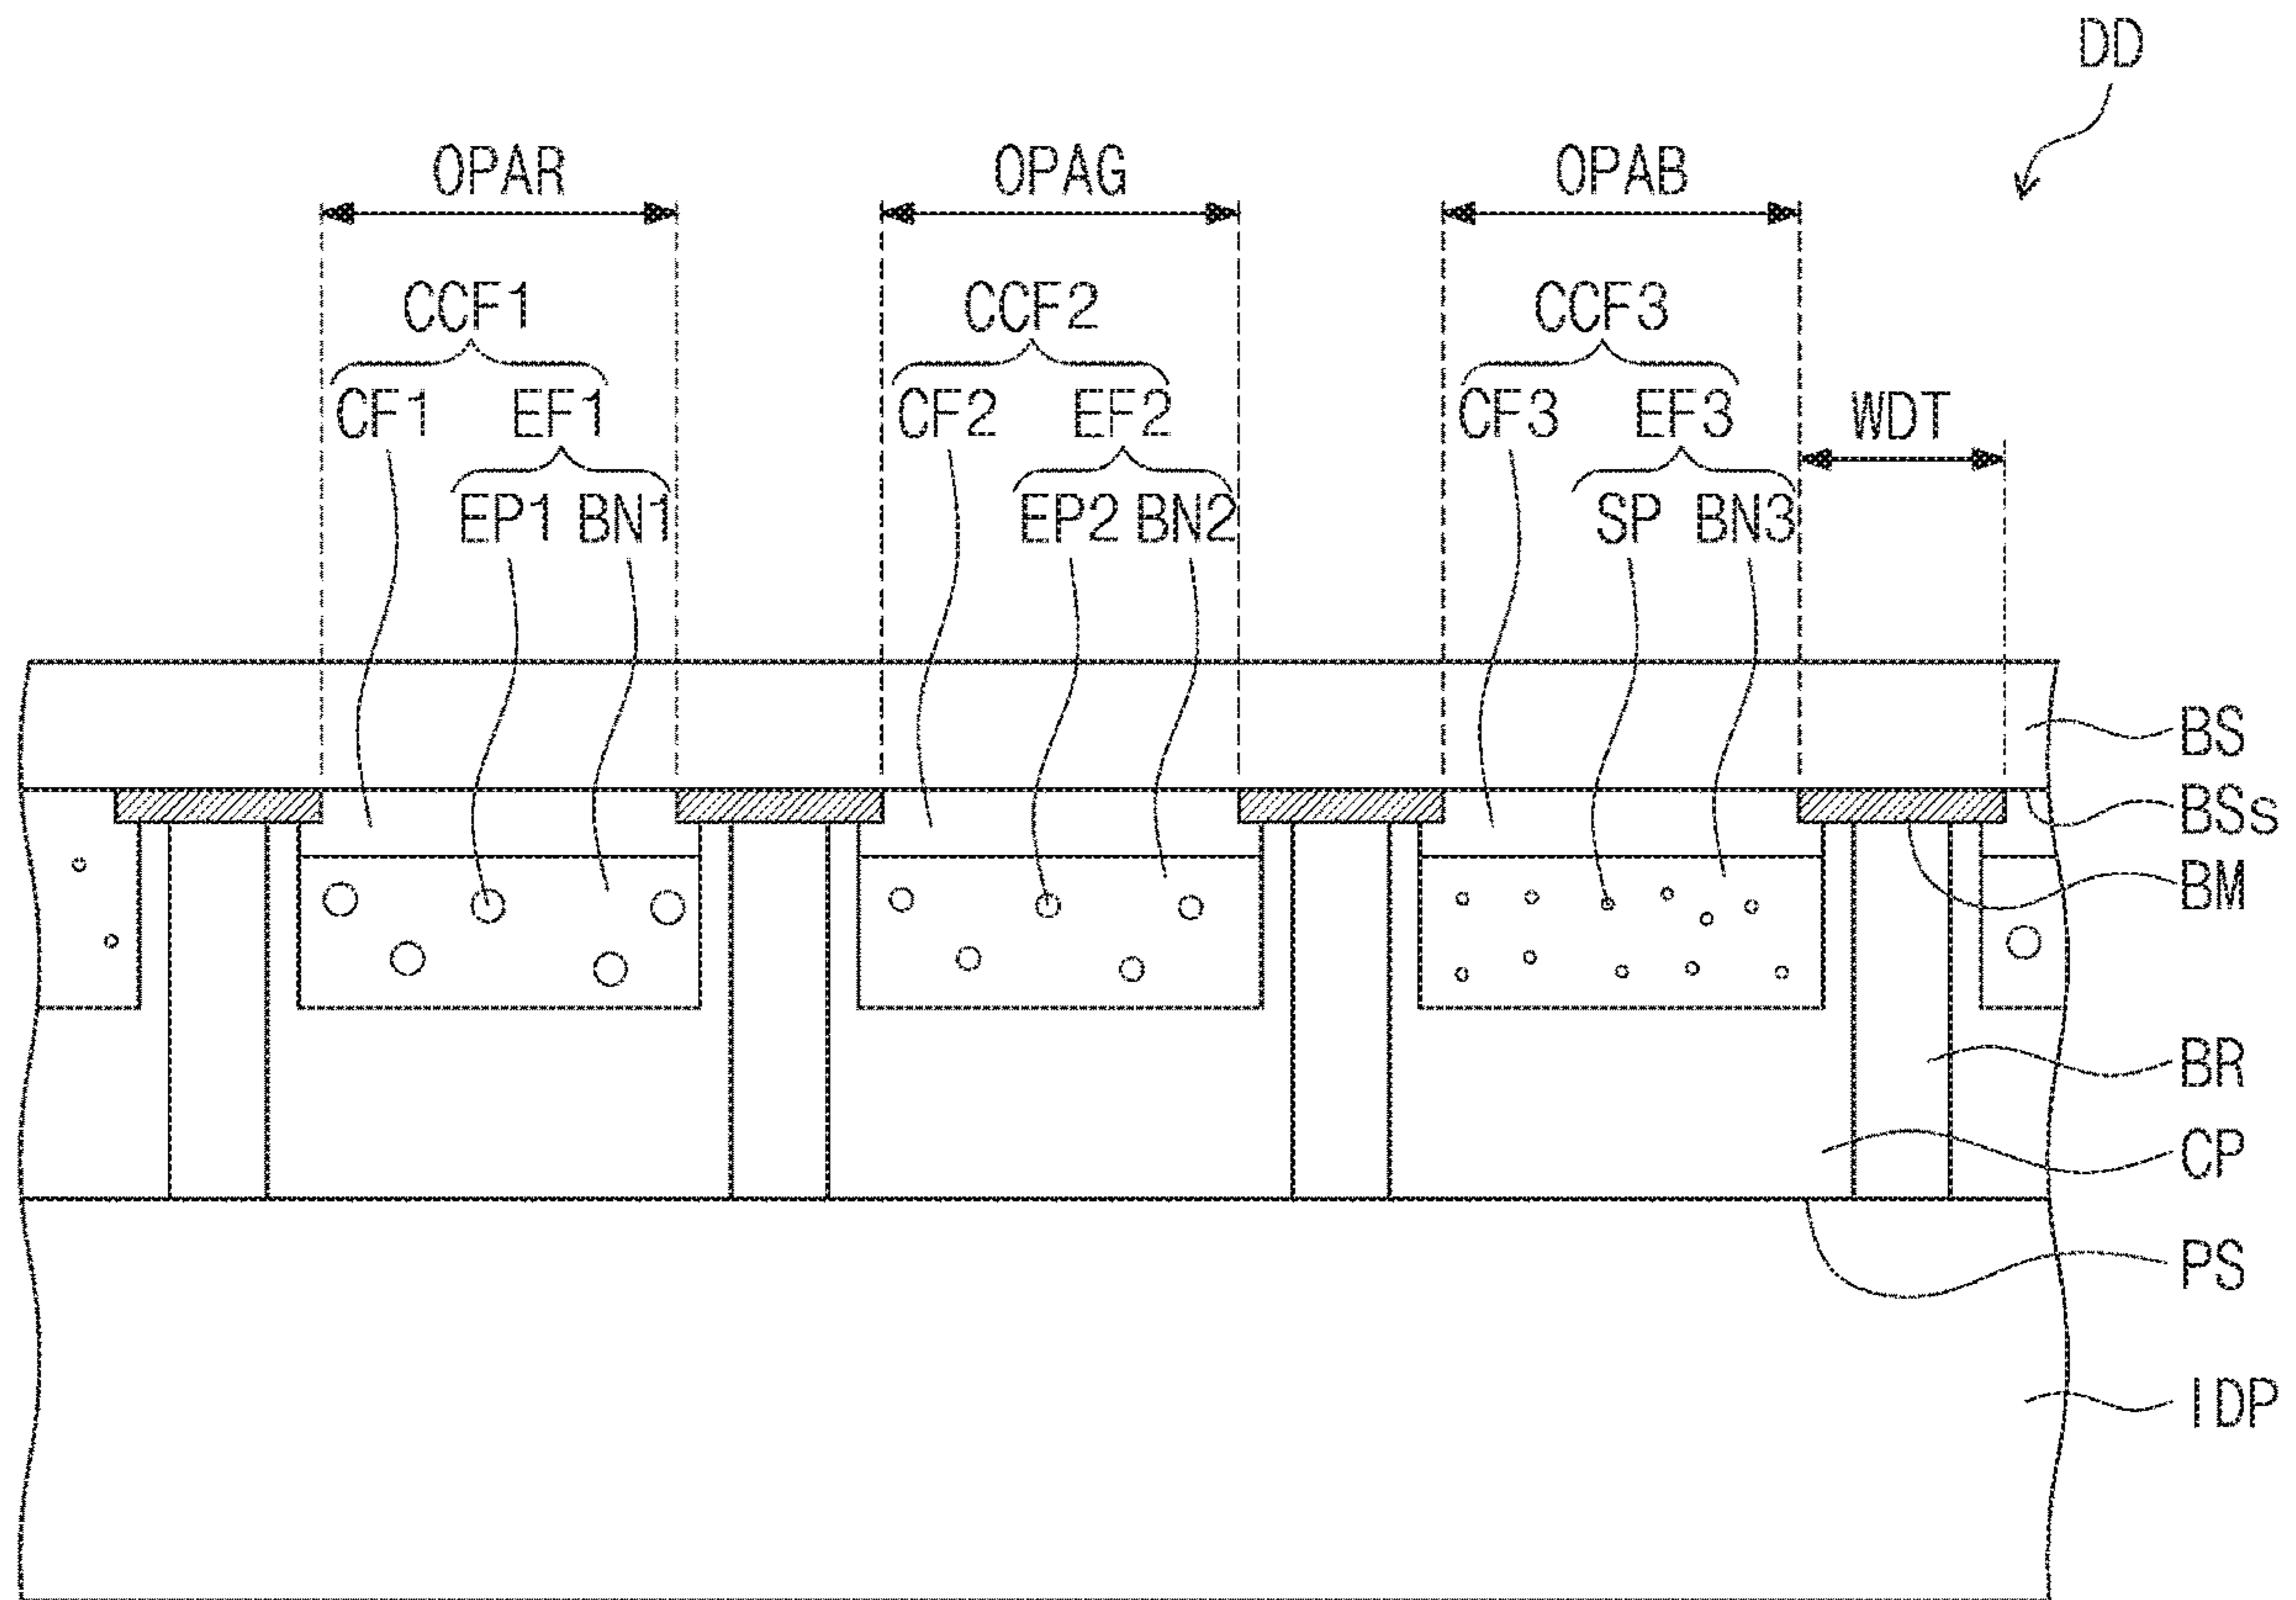 DD
OPAR OPAG OPAB
CCF1 CCF2 CCF3
CF1 EF1 CF2 EF2 CF3 EF3 WDT
EP1 BN1 EP2 BN2 SP BN3
BS
BSs
BM
BR
CP
PS
IDP